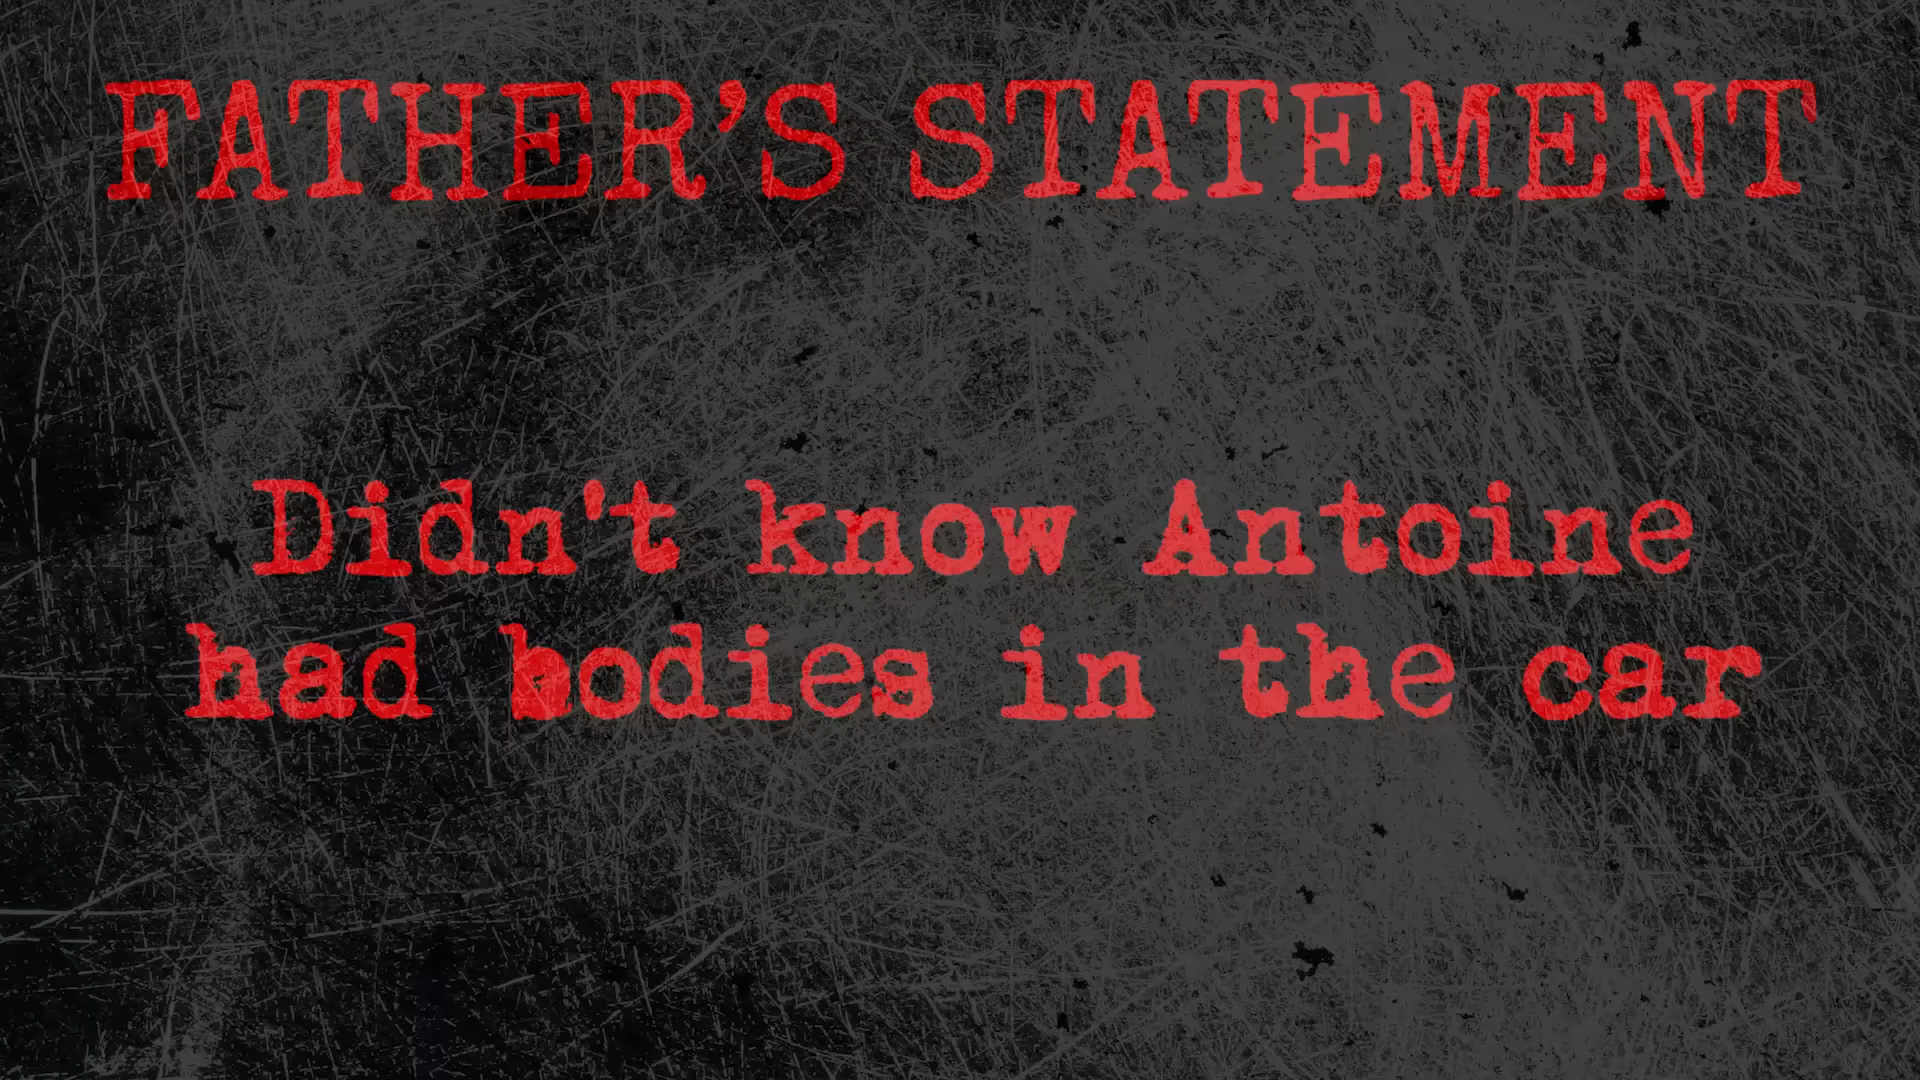 FATHER’S STATEMENT
Didn't know Antoine
had bodies in the car